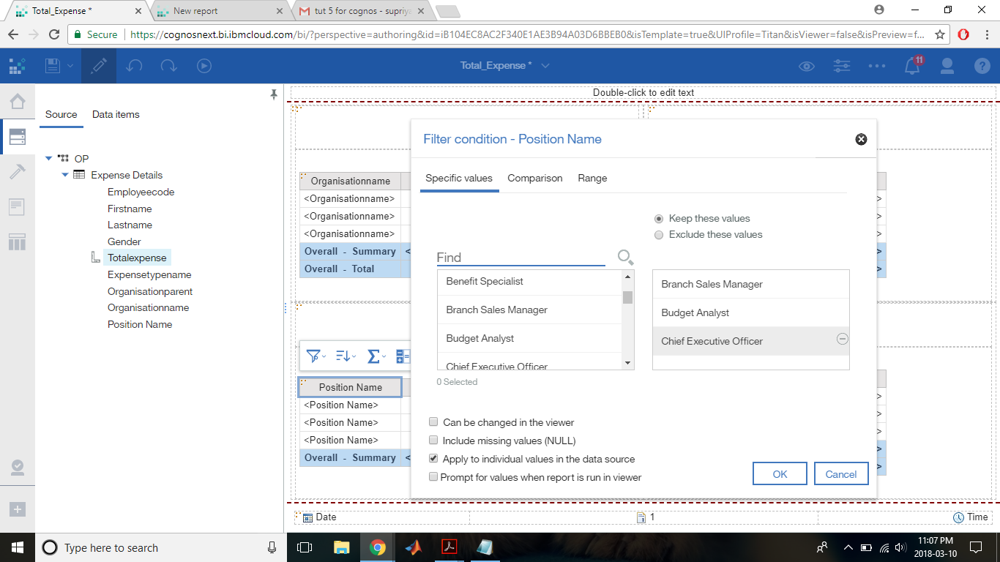 Total_Expense *
New report
tut 5 for cognos - supriya
Secure
https://cognosnext.bi.ibmcloud.com/bi/?perspective=authoring&id=iB104EC8AC2F340E1AE3B94A03D6BBEB0&isTemplate=true&UIProfile=Titan&isViewer=false&isPreview=f...
Total_Expense *
11
?
Source
Data items
OP
Expense Details
Employeecode
Firstname
Lastname
Gender
Totalexpense
Expensetypename
Organisationparent
Organisationname
Position Name
Double-click to edit text
Organisationname
<Organisationname>
<Organisationname>
<Organisationname>
Overall - Summary <
Overall - Total
Position Name
<Position Name>
<Position Name>
<Position Name>
Overall - Summary <
>
>
>
>
>
>
>
>
>
>
Filter condition - Position Name
Specific values
Comparison
Range
Keep these values
Exclude these values
Find
Benefit Specialist
Branch Sales Manager
Budget Analyst
Chief Executive Officer
0 Selected
Branch Sales Manager
Budget Analyst
Chief Executive Officer
Can be changed in the viewer
Include missing values (NULL)
Apply to individual values in the data source
Prompt for values when report is run in viewer
OK
Cancel
Date
1
Time
Type here to search
11:07 PM
2018-03-10